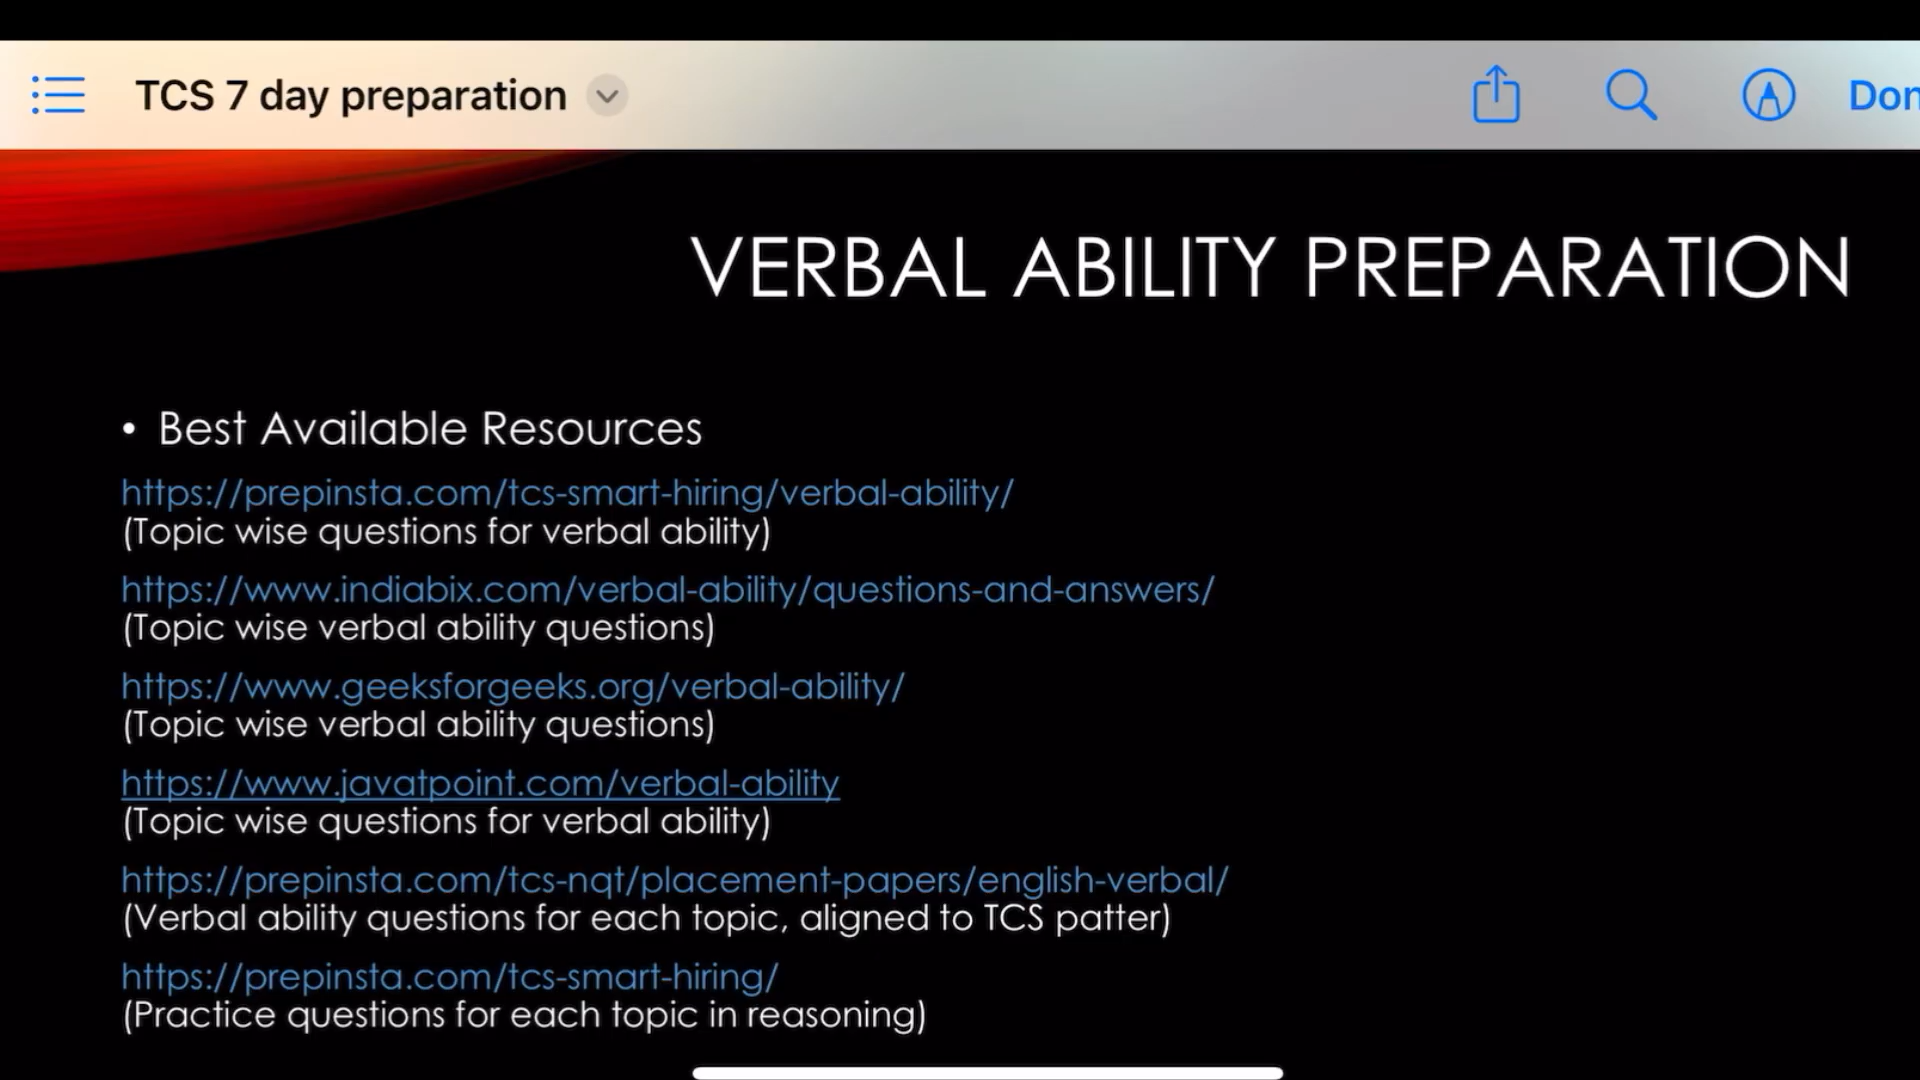 TCS 7 day preparation
Don
VERBAL ABILITY PREPARATION
• Best Available Resources
https://prepinsta.com/tcs-smart-hiring/verbal-ability/
(Topic wise questions for verbal ability)
https://www.indiabix.com/verbal-ability/questions-and-answers/
(Topic wise verbal ability questions)
https://www.geeksforgeeks.org/verbal-ability/
(Topic wise verbal ability questions)
https://www.javatpoint.com/verbal-ability
(Topic wise questions for verbal ability)
https://prepinsta.com/tcs-nqt/placement-papers/english-verbal/
(Verbal ability questions for each topic, aligned to TCS patter)
https://prepinsta.com/tcs-smart-hiring/
(Practice questions for each topic in reasoning)